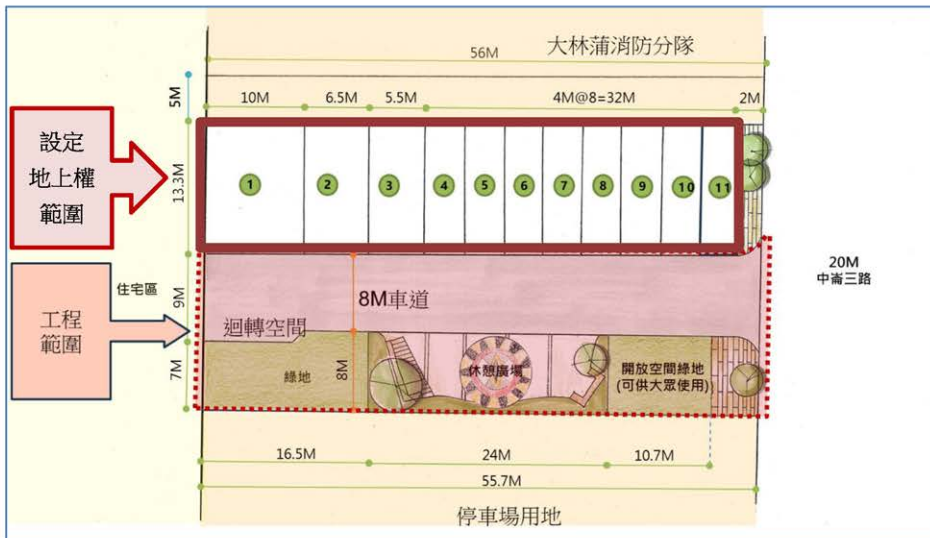 大林蒲消防分隊
56M
10M
6.5M
5.5M
4M@8=32M
2M
5M
設定
地上權
範圍
13.3M
1
2
3
4
5
6
7
8
9
10
11
20M
中崙三路
住宅區
9M
8M車道
工程
範圍
迴轉空間
7M
綠地
8M
休憩廣場
開放空間綠地
(可供大眾使用)
16.5M
24M
10.7M
55.7M
停車場用地